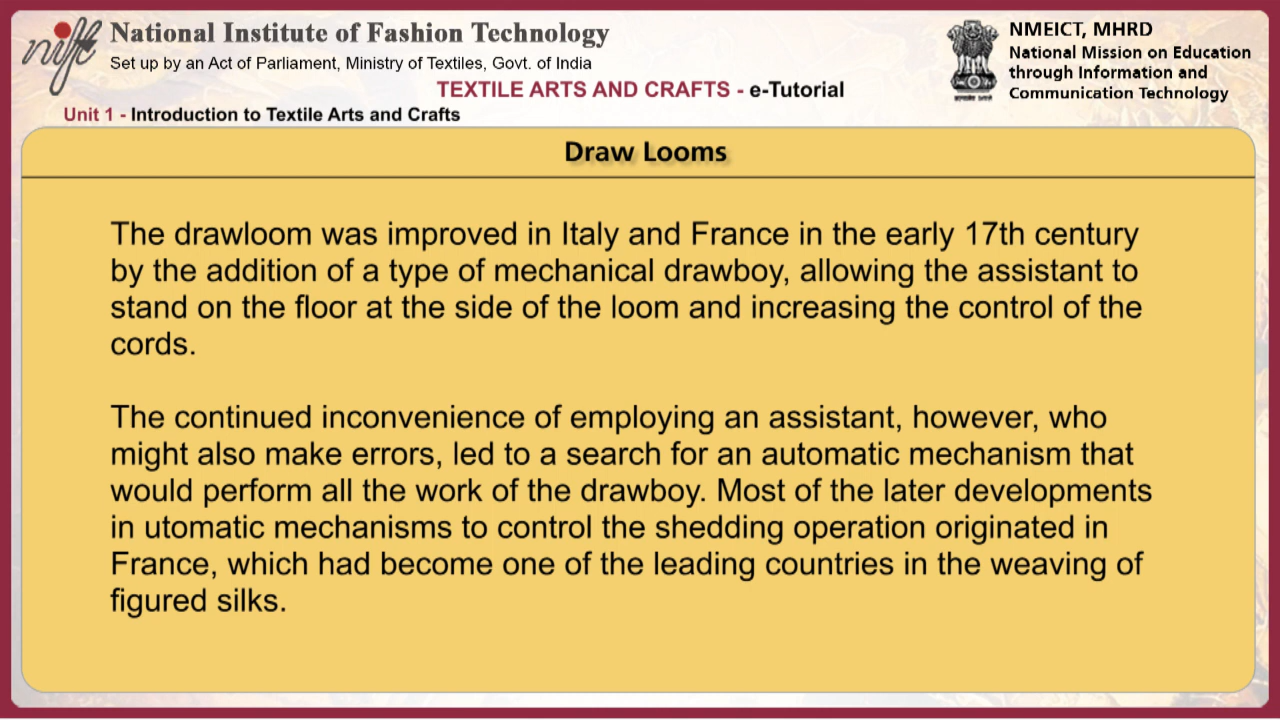 nift
National Institute of Fashion Technology
Set up by an Act of Parliament, Ministry of Textiles, Govt. of India
TEXTILE ARTS AND CRAFTS - e-Tutorial
NMEICT, MHRD
National Mission on Education
through Information and
Communication Technology
Unit 1 - Introduction to Textile Arts and Crafts
Draw Looms
The drawloom was improved in Italy and France in the early 17th century
by the addition of a type of mechanical drawboy, allowing the assistant to
stand on the floor at the side of the loom and increasing the control of the
cords.
The continued inconvenience of employing an assistant, however, who
might also make errors, led to a search for an automatic mechanism that
would perform all the work of the drawboy. Most of the later developments
in utomatic mechanisms to control the shedding operation originated in
France, which had become one of the leading countries in the weaving of
figured silks.